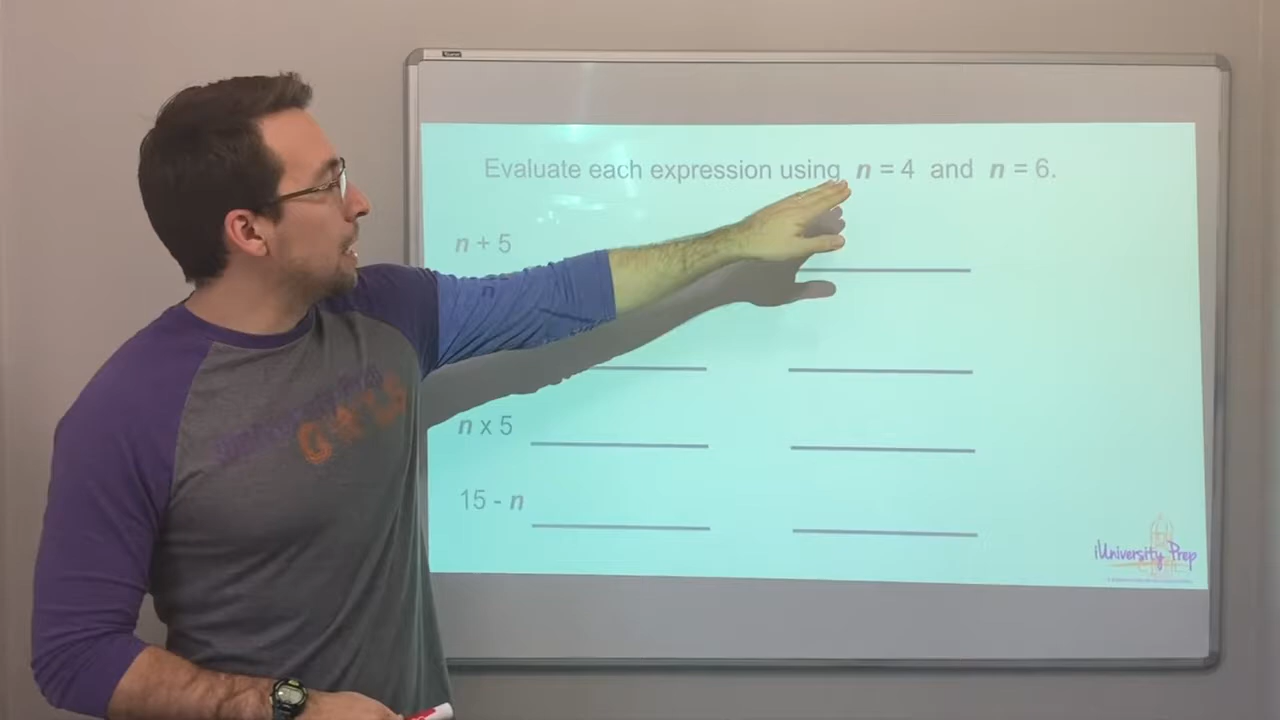 Evaluate each expression using n = 4 and n = 6.
n + 5
n x 5
15 - n
iUniversity Prep